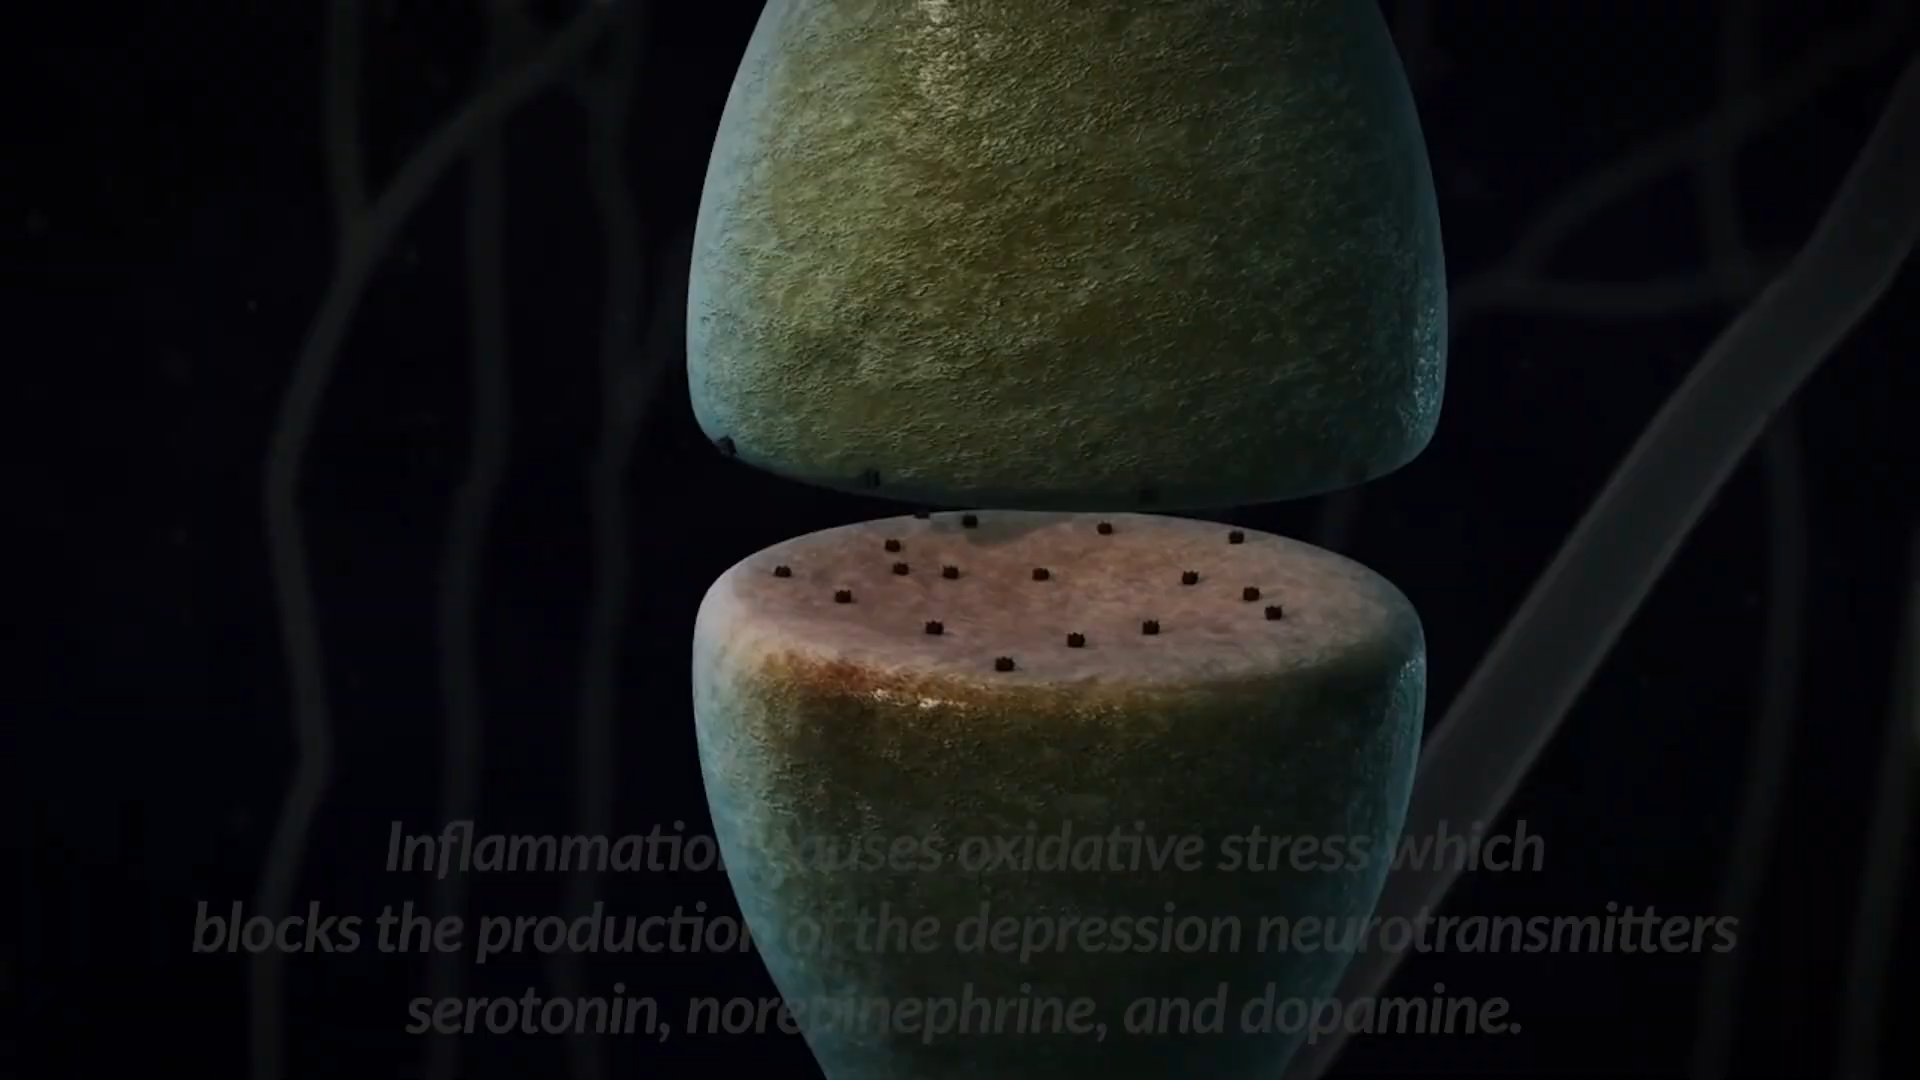 Inflammation causes oxidative stress which
blocks the production of the depression neurotransmitters
serotonin, norepinephrine, and dopamine.